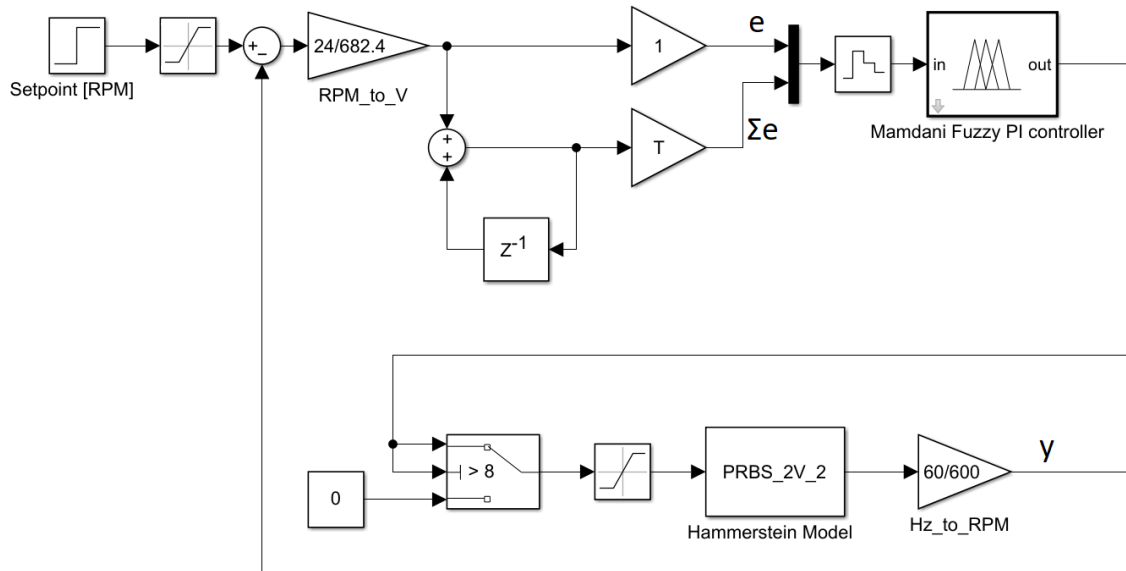 +
−
24/682.4
1
e
in
out
Setpoint [RPM]
RPM_to_V
Mamdani Fuzzy PI controller
+
+
T
Σe
Z-1
> 8
0
PRBS_2V_2
60/600
y
Hammerstein Model
Hz_to_RPM